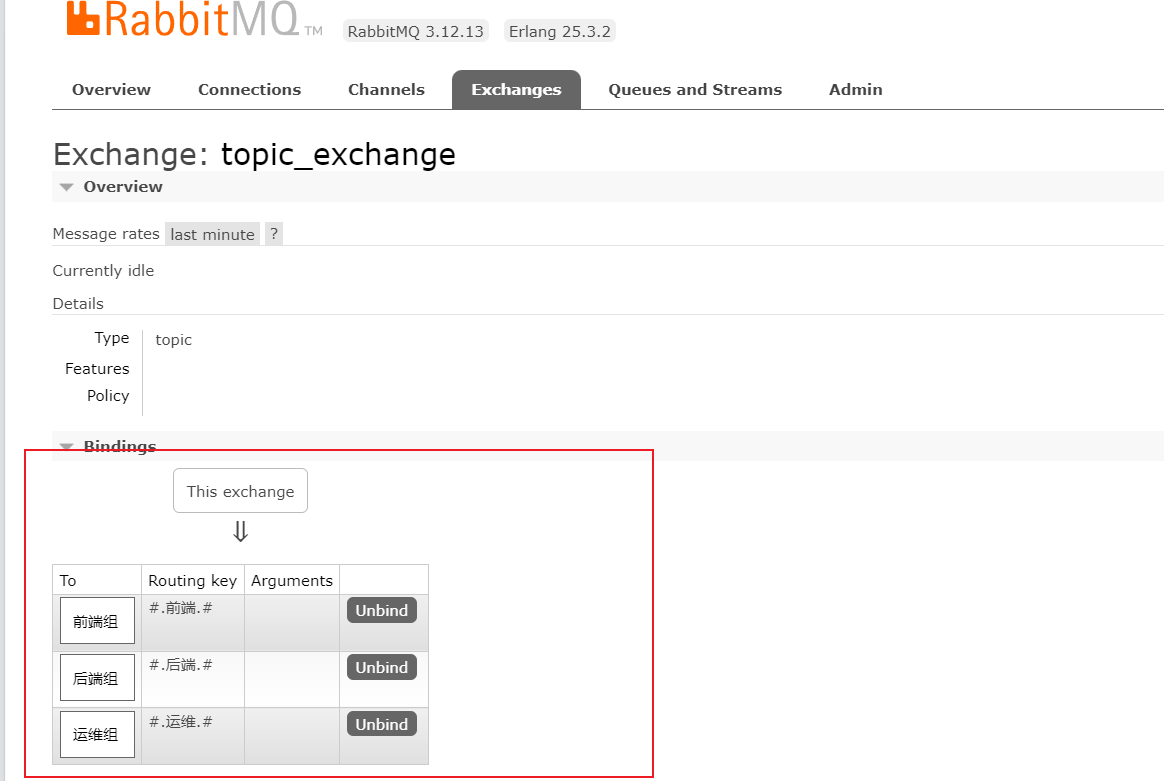 RabbitMQ TM RabbitMQ 3.12.13 Erlang 25.3.2
Overview Connections Channels Exchanges Queues and Streams Admin
Exchange: topic_exchange
Overview
Message rates last minute ?
Currently idle
Details
Type topic
Features
Policy
Bindings
This exchange
⇓
To Routing key Arguments
前端组 #.前端.# Unbind
后端组 #.后端.# Unbind
运维组 #.运维.# Unbind